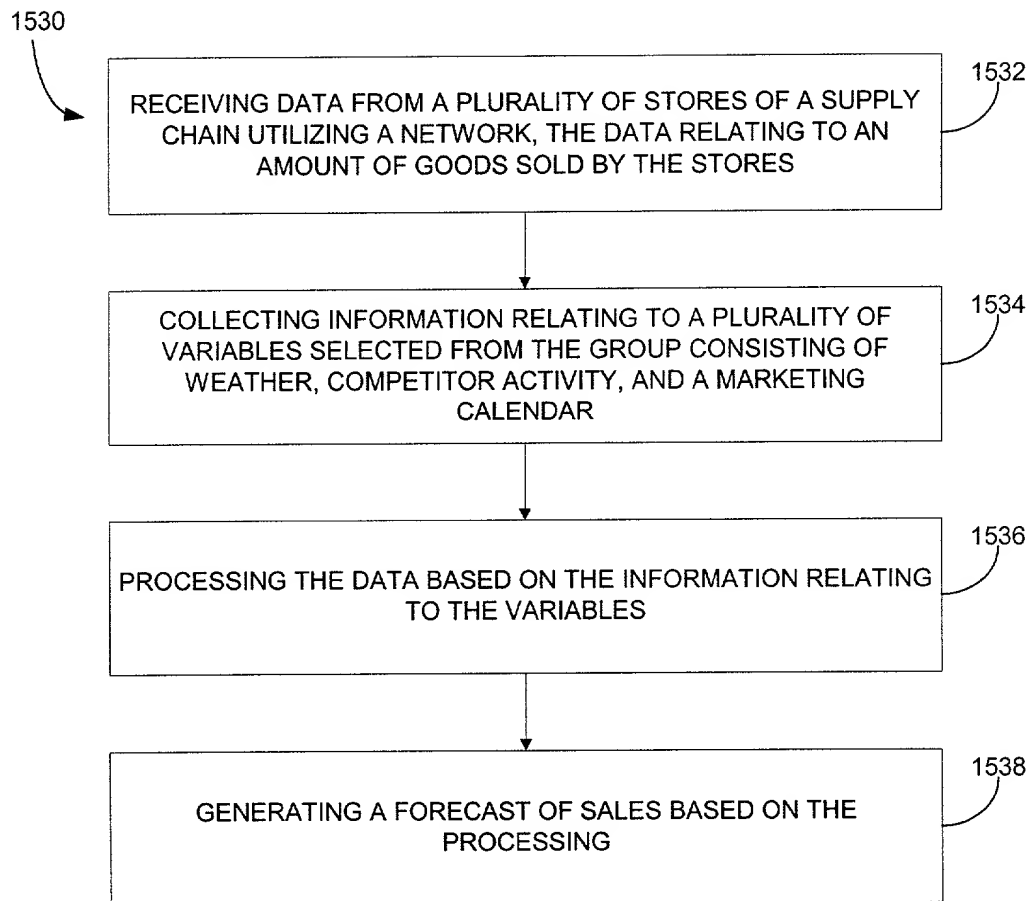 1530
1532
RECEIVING DATA FROM A PLURALITY OF STORES OF A SUPPLY
CHAIN UTILIZING A NETWORK, THE DATA RELATING TO AN
AMOUNT OF GOODS SOLD BY THE STORES
1534
COLLECTING INFORMATION RELATING TO A PLURALITY OF
VARIABLES SELECTED FROM THE GROUP CONSISTING OF
WEATHER, COMPETITOR ACTIVITY, AND A MARKETING
CALENDAR
1536
PROCESSING THE DATA BASED ON THE INFORMATION RELATING
TO THE VARIABLES
1538
GENERATING A FORECAST OF SALES BASED ON THE
PROCESSING